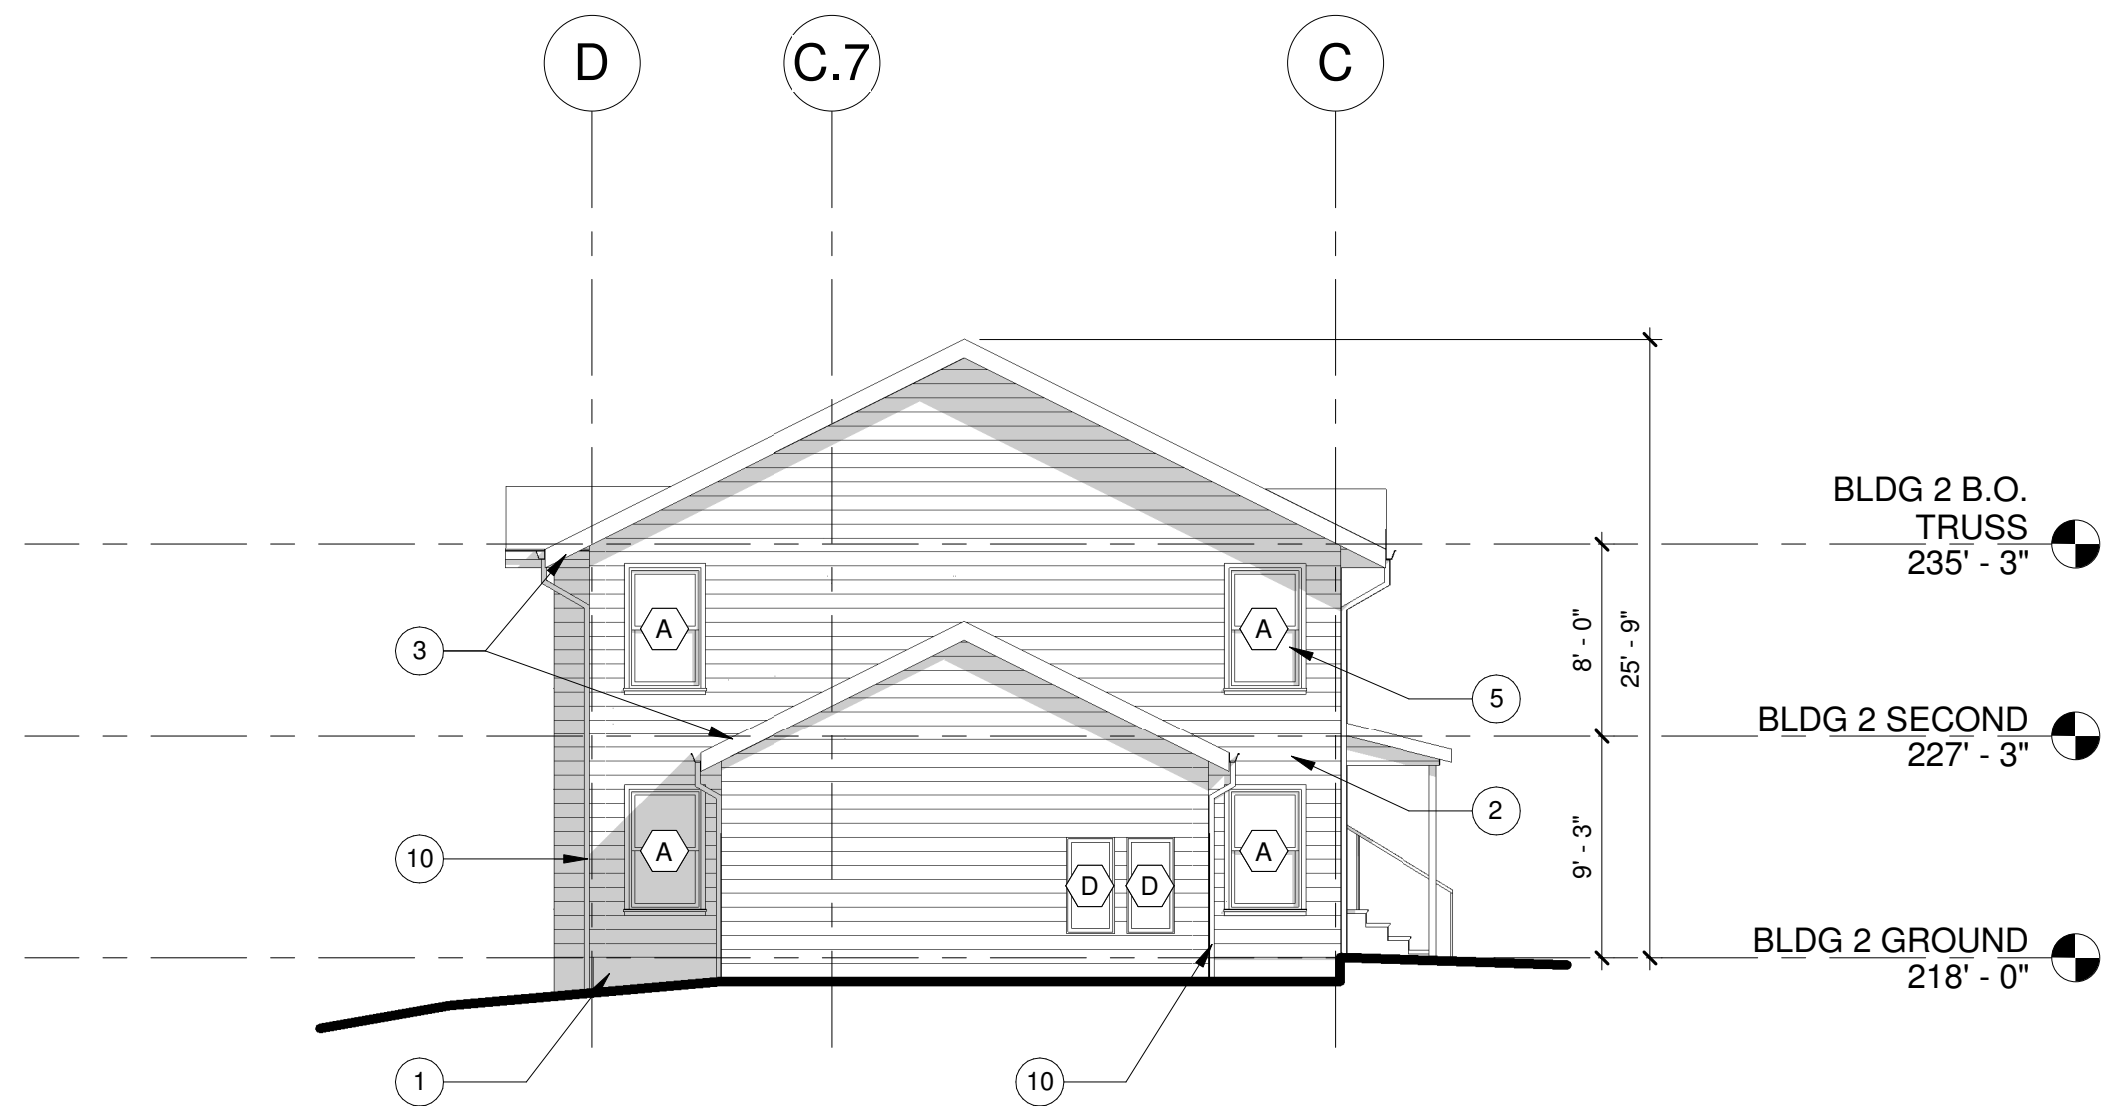 D
C.7
C
BLDG 2 B.O.
TRUSS
235' - 3"
8' - 0"
25' - 9"
A
A
3
5
BLDG 2 SECOND
227' - 3"
2
9' - 3"
A
A
10
D
D
BLDG 2 GROUND
218' - 0"
1
10